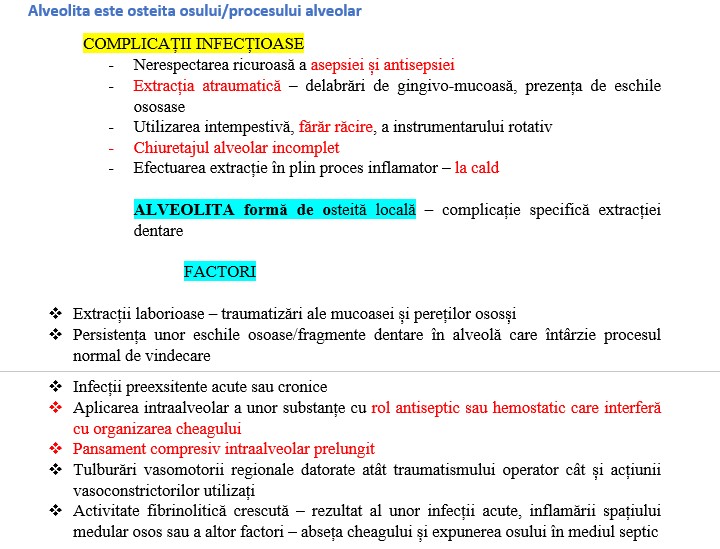 Alveolita este osteita osului/procesului alveolar
COMPLICAȚII INFECȚIOASE
- Nerespectarea ricuroasă a asepsiei și antisepsiei
- Extracția atraumatică – delabrări de gingivo-mucoasă, prezența de eschile
ososase
- Utilizarea intempestivă, fărăr răcire, a instrumentarului rotativ
- Chiuretajul alveolar incomplet
- Efectuarea extracție în plin proces inflamator – la cald
ALVEOLITA formă de osteită locală – complicație specifică extracției
dentare
FACTORI
❖ Extracții laborioase – traumatizări ale mucoasei și pereților ososși
❖ Persistența unor eschile osoase/fragmente dentare în alveolă care întârzie procesul
normal de vindecare
❖ Infecții preexsitente acute sau cronice
❖ Aplicarea intraalveolar a unor substanțe cu rol antiseptic sau hemostatic care interferă
cu organizarea cheagului
❖ Pansament compresiv intraalveolar prelungit
❖ Tulburări vasomotorii regionale datorate atât traumatismului operator cât și acțiunii
vasoconstrictorilor utilizați
❖ Activitate fibrinolitică crescută – rezultat al unor infecții acute, inflamării spațiului
medular osos sau a altor factori – abseța cheagului și expunerea osului în mediul septic